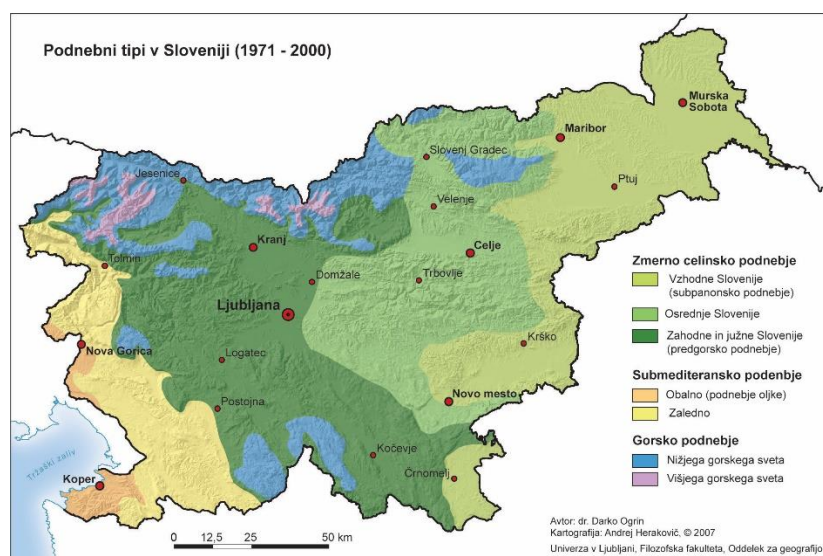 Podnebni tipi v Sloveniji (1971 - 2000)
Murska
Sobota
Maribor
Slovenj Gradec
Jesenice
Ptuj
Velenje
Kranj
Celje
Tolmin
Domžale
Trbovlje
Ljubljana
Nova Gorica
Krško
Logatec
Novo mesto
Postojna
Kočevje
Tržaški zaliv
Koper
Črnomelj
Zmerno celinsko podnebje
Vzhodne Slovenije
(subpanonsko podnebje)
Osrednje Slovenije
Zahodne in južne Slovenije
(predgorsko podnebje)
Submediteransko podenbje
Obalno (podnebje oljke)
Zaledno
Gorsko podnebje
Nižjega gorskega sveta
Višjega gorskega sveta
0 12,5 25 50 km
Avtor: dr. Darko Ogrin
Kartografija: Andrej Herakovič, © 2007
Univerza v Ljubljani, Filozofska fakulteta, Oddelek za geografijo